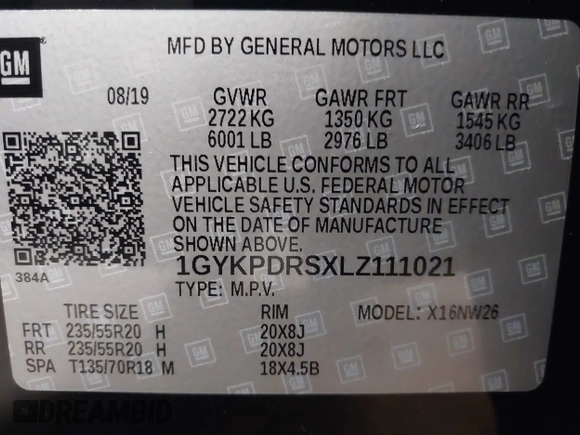 GM
MFD BY GENERAL MOTORS LLC
08/19 GVWR GAWR FRT GAWR RR
2722 KG 1350 KG 1545 KG
6001 LB 2976 LB 3406 LB
THIS VEHICLE CONFORMS TO ALL
APPLICABLE U.S. FEDERAL MOTOR
VEHICLE SAFETY STANDARDS IN EFFECT
ON THE DATE OF MANUFACTURE
SHOWN ABOVE.
384A
1GYKPDRSXLZ111021
TYPE: M.P.V.
TIRE SIZE RIM MODEL: X16NW26
FRT 235/55R20 H 20X8J
RR 235/55R20 H 20X8J
SPA T135/70R18 M 18X4.5B
DREAMBID